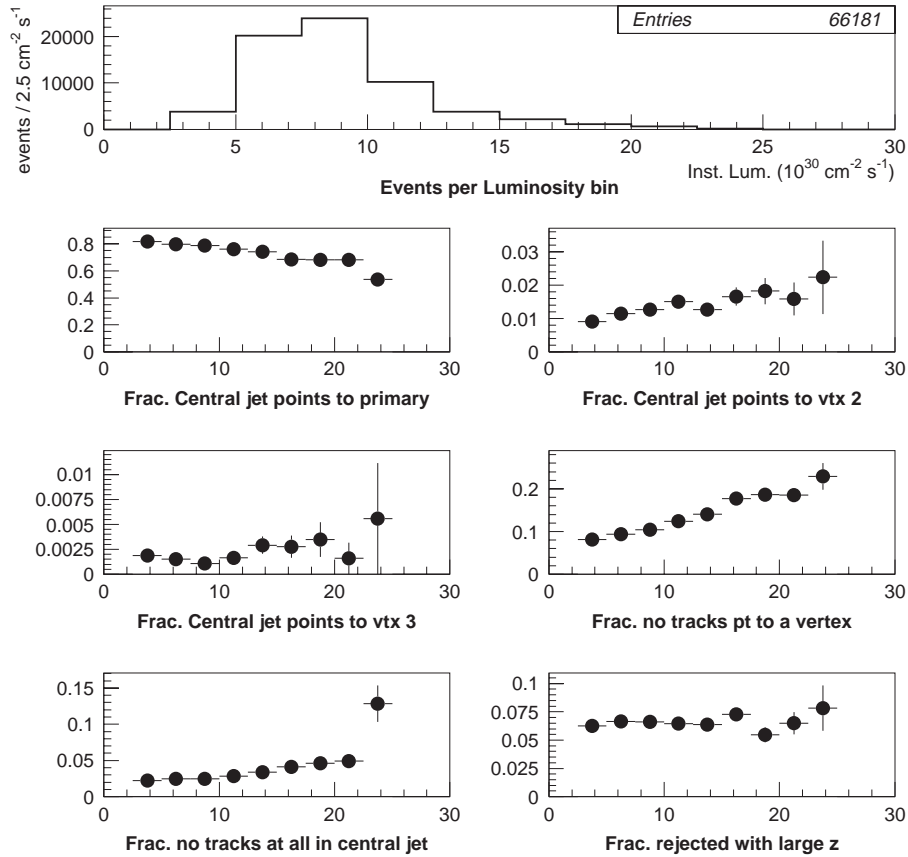 Entries 66181
events / 2.5 cm⁻² s⁻¹
20000
10000
0
0 5 10 15 20 25 30
Inst. Lum. (10³⁰ cm⁻² s⁻¹)
Events per Luminosity bin
0.8
0.6
0.4
0.2
0
0 10 20 30
Frac. Central jet points to primary
0.03
0.02
0.01
0
0 10 20 30
Frac. Central jet points to vtx 2
0.01
0.0075
0.005
0.0025
0
0 10 20 30
Frac. Central jet points to vtx 3
0.2
0.1
0
0 10 20 30
Frac. no tracks pt to a vertex
0.15
0.1
0.05
0
0 10 20 30
Frac. no tracks at all in central jet
0.1
0.075
0.05
0.025
0
0 10 20 30
Frac. rejected with large z